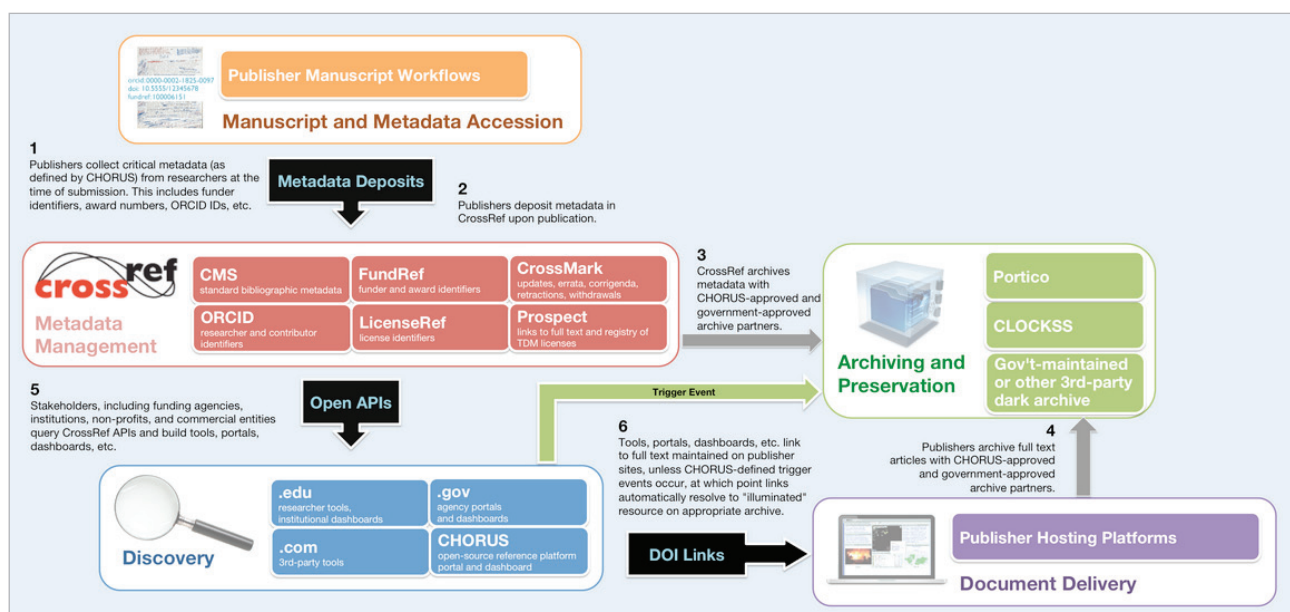 orcid:0000-0002-1825-0097
doi: 10.5555/12345678
fundref:100006151
Publisher Manuscript Workflows
Manuscript and Metadata Accession
1
Publishers collect critical metadata (as
defined by CHORUS) from researchers at the
time of submission. This includes funder
identifiers, award numbers, ORCID IDs, etc.
Metadata Deposits
2
Publishers deposit metadata in
CrossRef upon publication.
crossref
Metadata
Management
CMS
standard bibliographic metadata
FundRef
funder and award identifiers
CrossMark
updates, errata, corrigenda,
retractions, withdrawals
ORCID
researcher and contributor
identifiers
LicenseRef
license identifiers
Prospect
links to full text and registry of
TDM licenses
3
CrossRef archives
metadata with
CHORUS-approved and
government-approved
archive partners.
Archiving and
Preservation
Portico
CLOCKSS
Gov't-maintained
or other 3rd-party
dark archive
5
Stakeholders, including funding agencies,
institutions, non-profits, and commercial entities
query CrossRef APIs and build tools, portals,
dashboards, etc.
Open APIs
Trigger Event
6
Tools, portals, dashboards, etc. link
to full text maintained on publisher
sites, unless CHORUS-defined trigger
events occur, at which point links
automatically resolve to "illuminated"
resource on appropriate archive.
4
Publishers archive full text
articles with CHORUS-approved
and government-approved
archive partners.
Discovery
.edu
researcher tools,
institutional dashboards
.gov
agency portals
and dashboards
.com
3rd-party tools
CHORUS
open-source reference platform
portal and dashboard
DOI Links
Publisher Hosting Platforms
Document Delivery